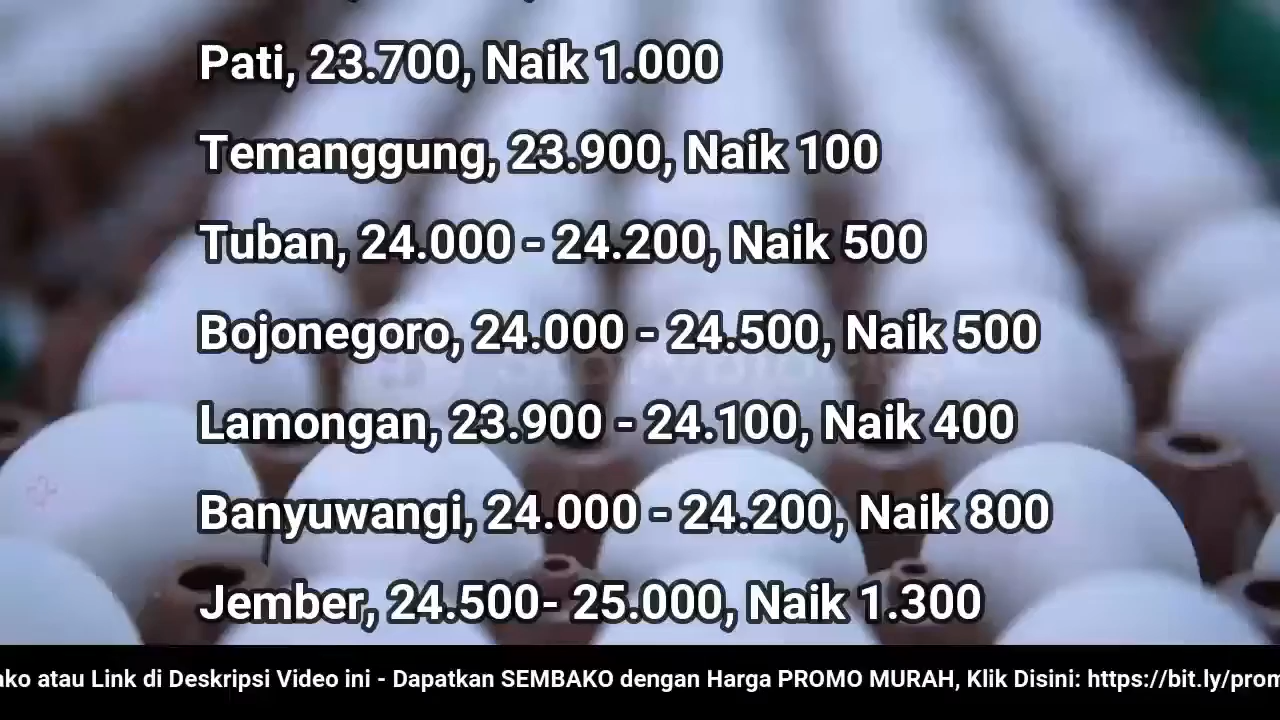 Pati, 23.700, Naik 1.000
Temanggung, 23.900, Naik 100
Tuban, 24.000 - 24.200, Naik 500
Bojonegoro, 24.000 - 24.500, Naik 500
Lamongan, 23.900 - 24.100, Naik 400
Banyuwangi, 24.000 - 24.200, Naik 800
Jember, 24.500- 25.000, Naik 1.300
ako atau Link di Deskripsi Video ini - Dapatkan SEMBAKO dengan Harga PROMO MURAH, Klik Disini: https://bit.ly/prom